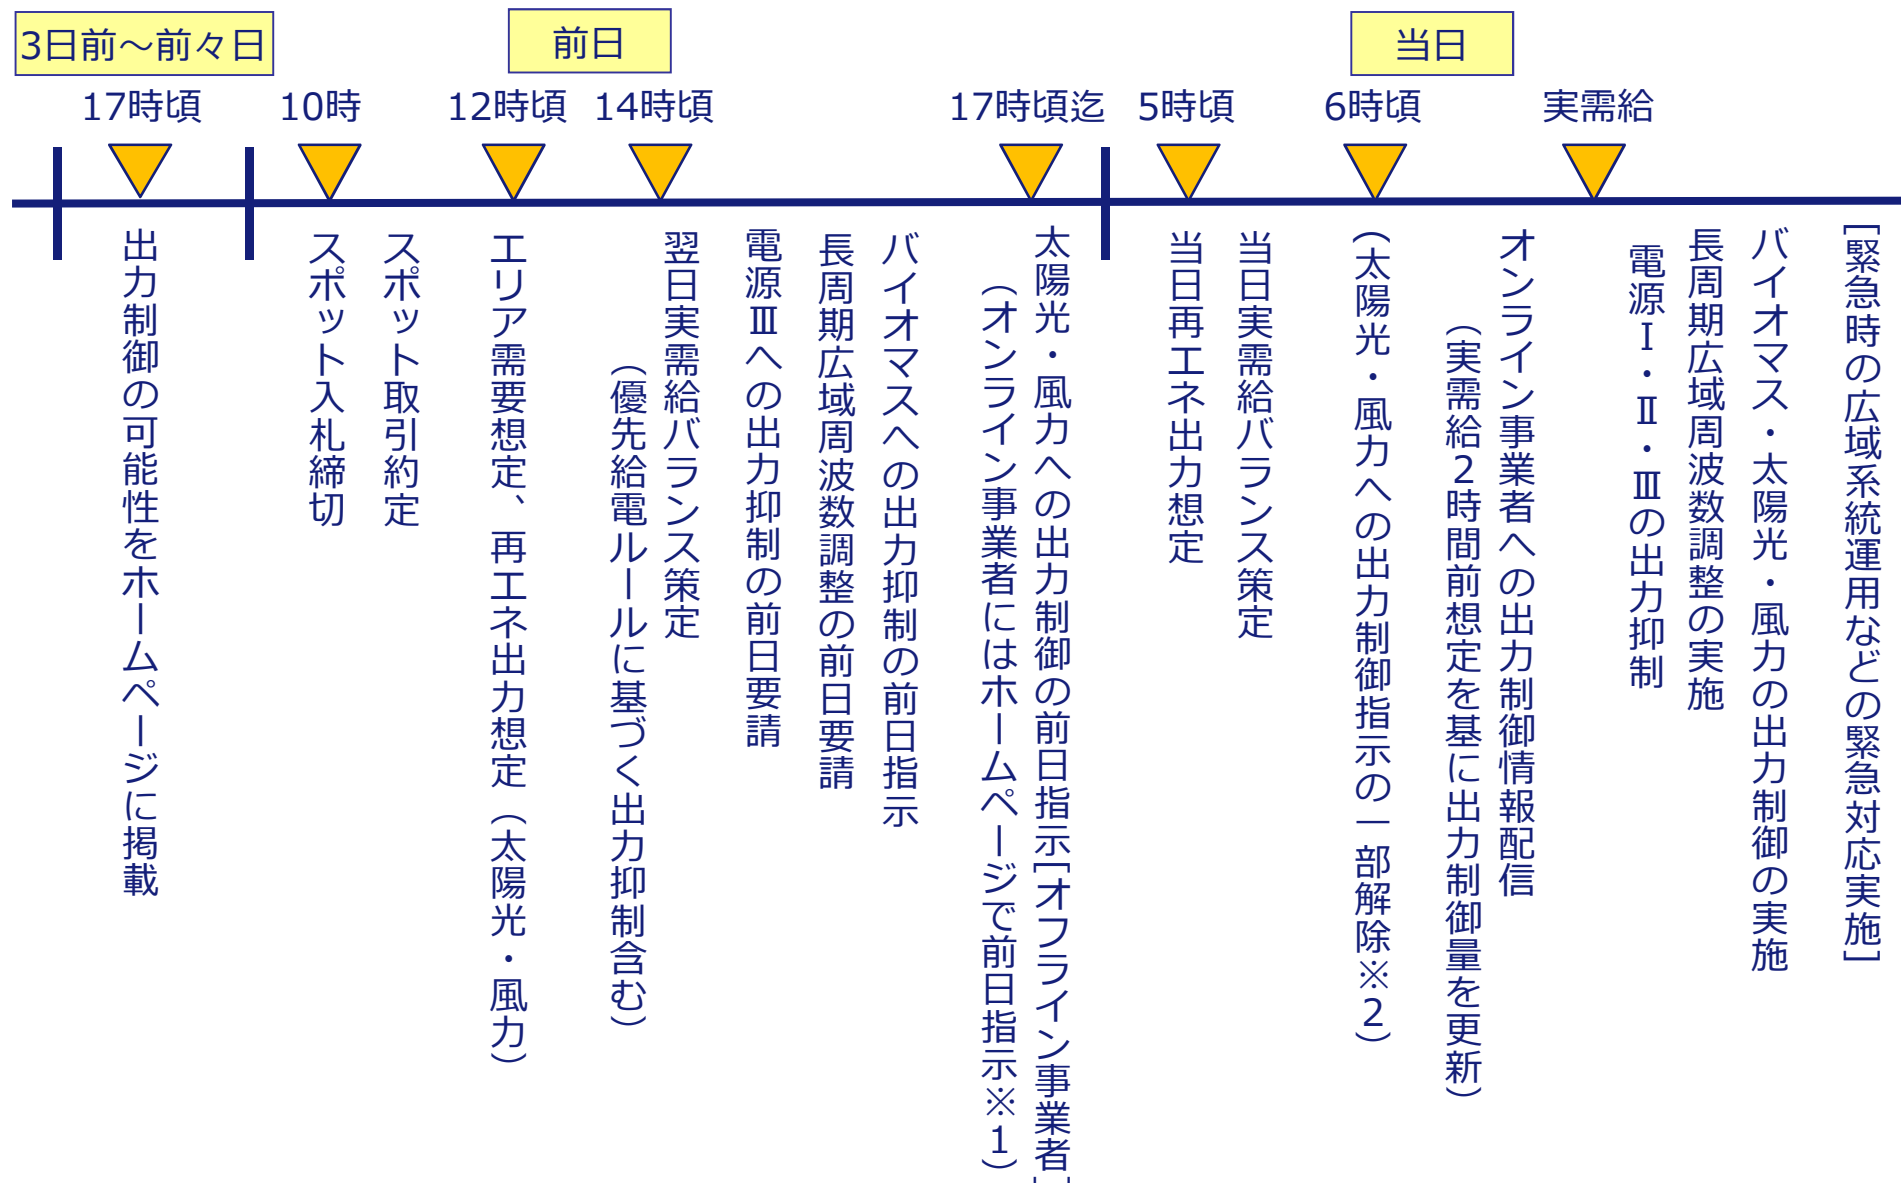 3日前～前々日
前日
当日
17時頃
10時
12時頃
14時頃
17時頃迄
5時頃
6時頃
実需給
出力制御の可能性をホームページに掲載
スポット入札締切
スポット取引約定
エリア需要想定、再エネ出力想定（太陽光・風力）
翌日実需給バランス策定
（優先給電ルールに基づく出力抑制含む）
電源Ⅲへの出力抑制の前日要請
長周期広域周波数調整の前日要請
バイオマスへの出力抑制の前日指示
太陽光・風力への出力制御の前日指示[オフライン事業者]
（オンライン事業者にはホームページで前日指示※1）
当日再エネ出力想定
当日実需給バランス策定
（太陽光・風力への出力制御指示の一部解除※2）
オンライン事業者への出力制御情報配信
（実需給2時間前想定を基に出力制御量を更新）
電源Ⅰ・Ⅱ・Ⅲの出力抑制
長周期広域周波数調整の実施
バイオマス・太陽光・風力の出力制御の実施
[緊急時の広域系統運用などの緊急対応実施]